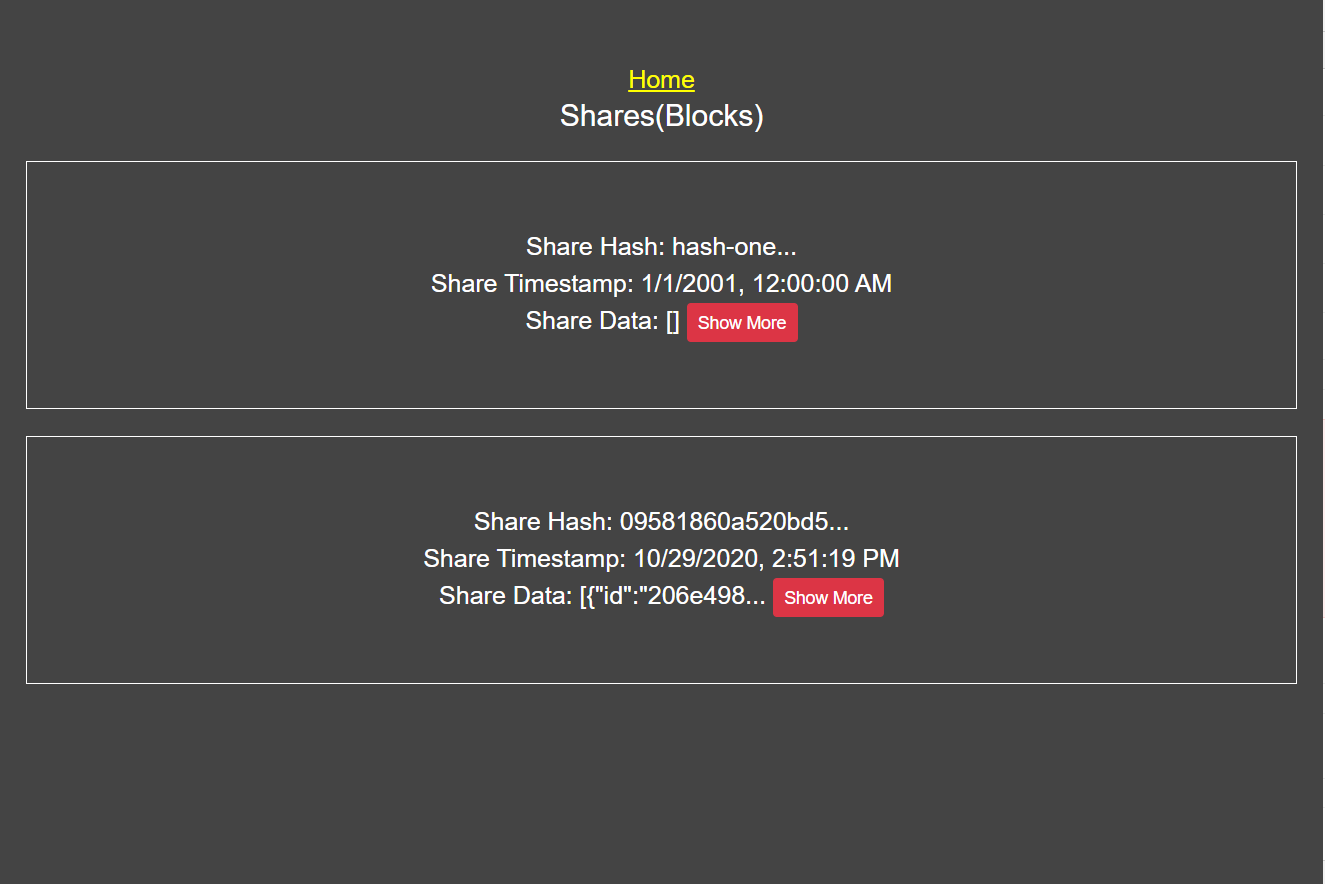 Home
Shares(Blocks)
Share Hash: hash-one...
Share Timestamp: 1/1/2001, 12:00:00 AM
Share Data: [] Show More
Share Hash: 09581860a520bd5...
Share Timestamp: 10/29/2020, 2:51:19 PM
Share Data: [{"id":"206e498... Show More